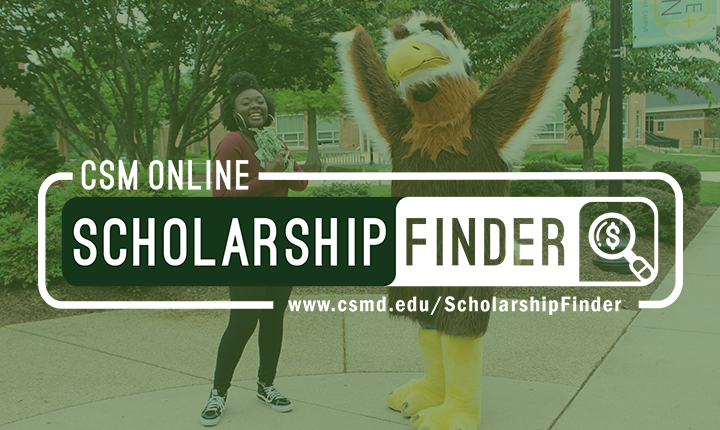 CSM ONLINE
SCHOLARSHIP FINDER
$
www.csmd.edu/ScholarshipFinder